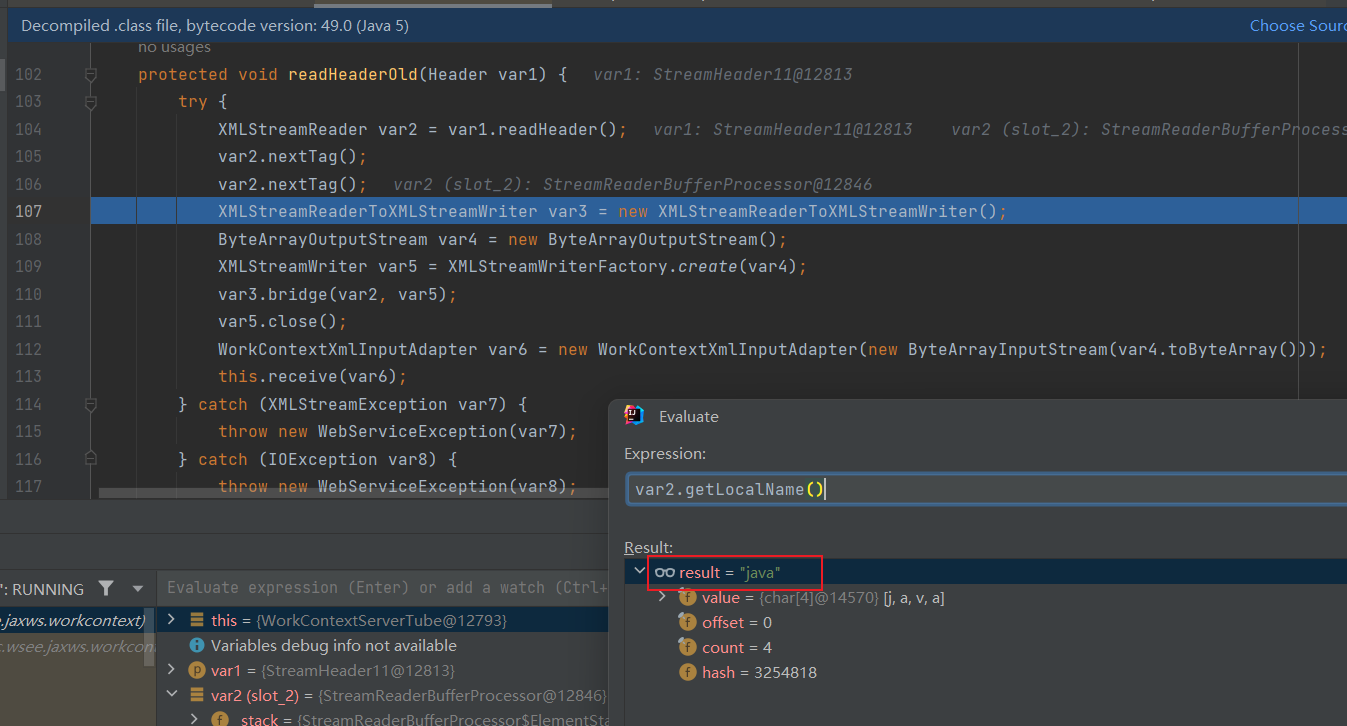 Decompiled .class file, bytecode version: 49.0 (Java 5) Choose Sourc
no usages
102 protected void readHeaderOld(Header var1) { var1: StreamHeader11@12813
103 try {
104 XMLStreamReader var2 = var1.readHeader(); var1: StreamHeader11@12813 var2 (slot_2): StreamReaderBufferProcess
105 var2.nextTag();
106 var2.nextTag(); var2 (slot_2): StreamReaderBufferProcessor@12846
107 XMLStreamReaderToXMLStreamWriter var3 = new XMLStreamReaderToXMLStreamWriter();
108 ByteArrayOutputStream var4 = new ByteArrayOutputStream();
109 XMLStreamWriter var5 = XMLStreamWriterFactory.create(var4);
110 var3.bridge(var2, var5);
111 var5.close();
112 WorkContextXmlInputAdapter var6 = new WorkContextXmlInputAdapter(new ByteArrayInputStream(var4.toByteArray()));
113 this.receive(var6);
114 } catch (XMLStreamException var7) {
115 throw new WebServiceException(var7);
116 } catch (IOException var8) {
117 throw new WebServiceException(var8);
Evaluate
Expression:
var2.getLocalName()
Result:
result = "java"
value = {char[4]@14570} [j, a, v, a]
offset = 0
count = 4
hash = 3254818
": RUNNING
Evaluate expression (Enter) or add a watch (Ctrl+
.jaxws.workcontext)
.wsee.jaxws.workcont
this = {WorkContextServerTube@12793}
Variables debug info not available
var1 = {StreamHeader11@12813}
var2 (slot_2) = {StreamReaderBufferProcessor@12846}
stack = {StreamReaderBufferProcessor$ElementSta